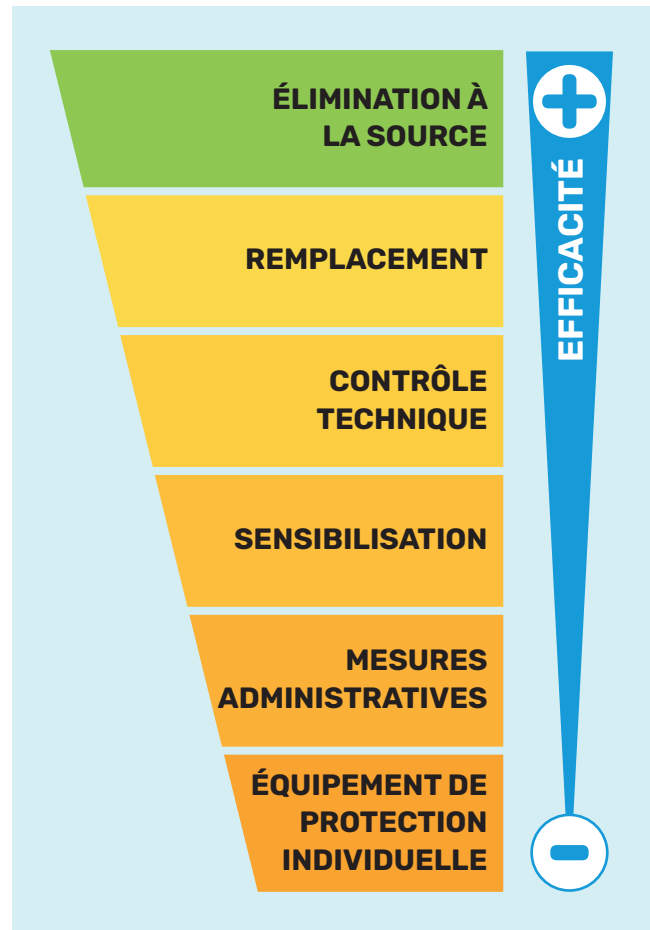 ÉLIMINATION À
LA SOURCE
REMPLACEMENT
CONTRÔLE
TECHNIQUE
SENSIBILISATION
MESURES
ADMINISTRATIVES
ÉQUIPEMENT DE
PROTECTION
INDIVIDUELLE
+
EFFICACITÉ
-